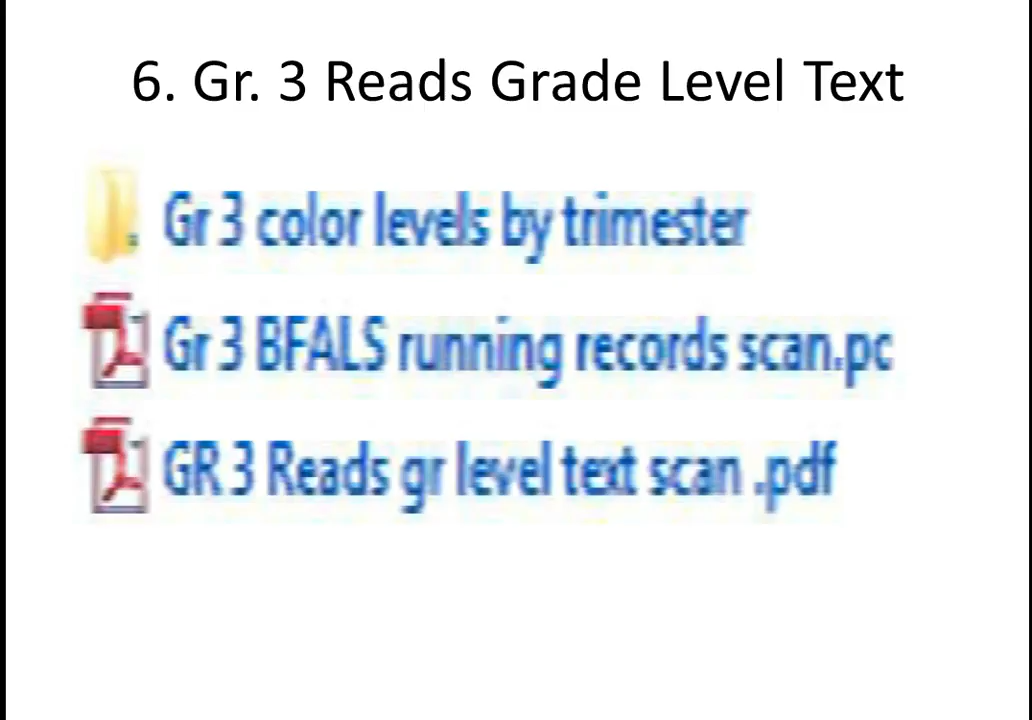 6. Gr. 3 Reads Grade Level Text
Gr 3 color levels by trimester
Gr 3 BFALS running records scan.pc
GR 3 Reads gr level text scan .pdf